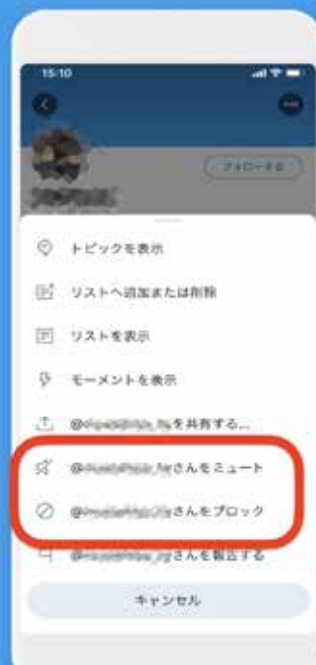 15:10
フォローする
トピックを表示
リストへ追加または削除
リストを表示
モーメントを表示
@を共有する...
@さんをミュート
@さんをブロック
@さんを報告する
キャンセル